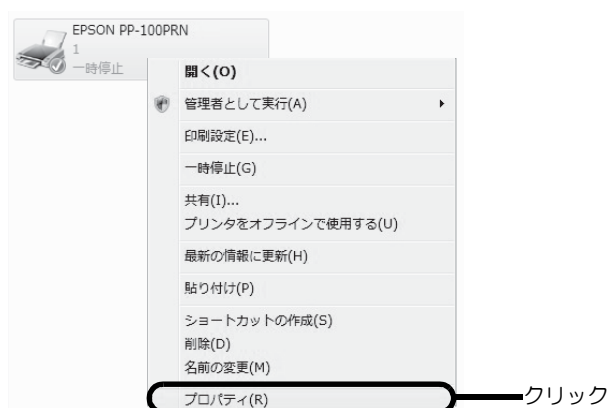 EPSON PP-100PRN
1
一時停止
開く(O)
管理者として実行(A)
印刷設定(E)...
一時停止(G)
共有(I)...
プリンタをオフラインで使用する(U)
最新の情報に更新(H)
貼り付け(P)
ショートカットの作成(S)
削除(D)
名前の変更(M)
プロパティ(R)
クリック